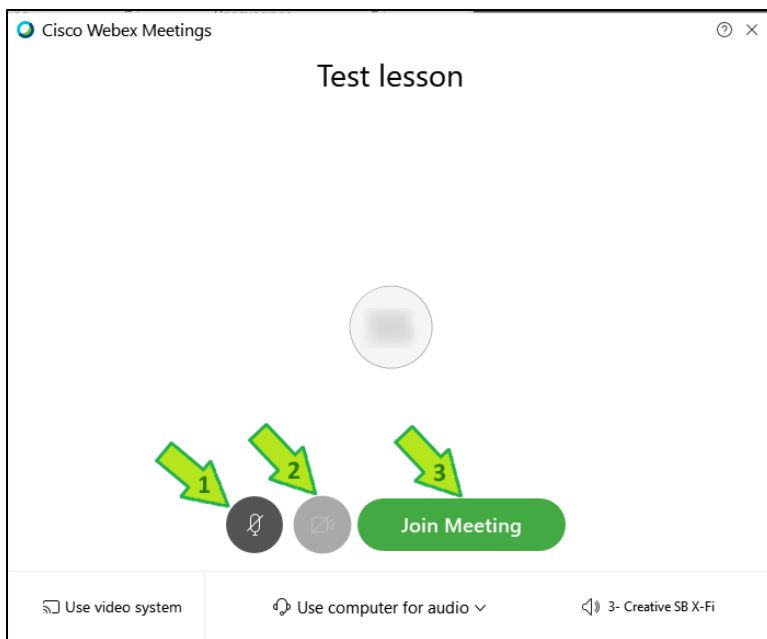 Cisco Webex Meetings
Test lesson
1
2
3
Join Meeting
Use video system
Use computer for audio
3- Creative SB X-Fi